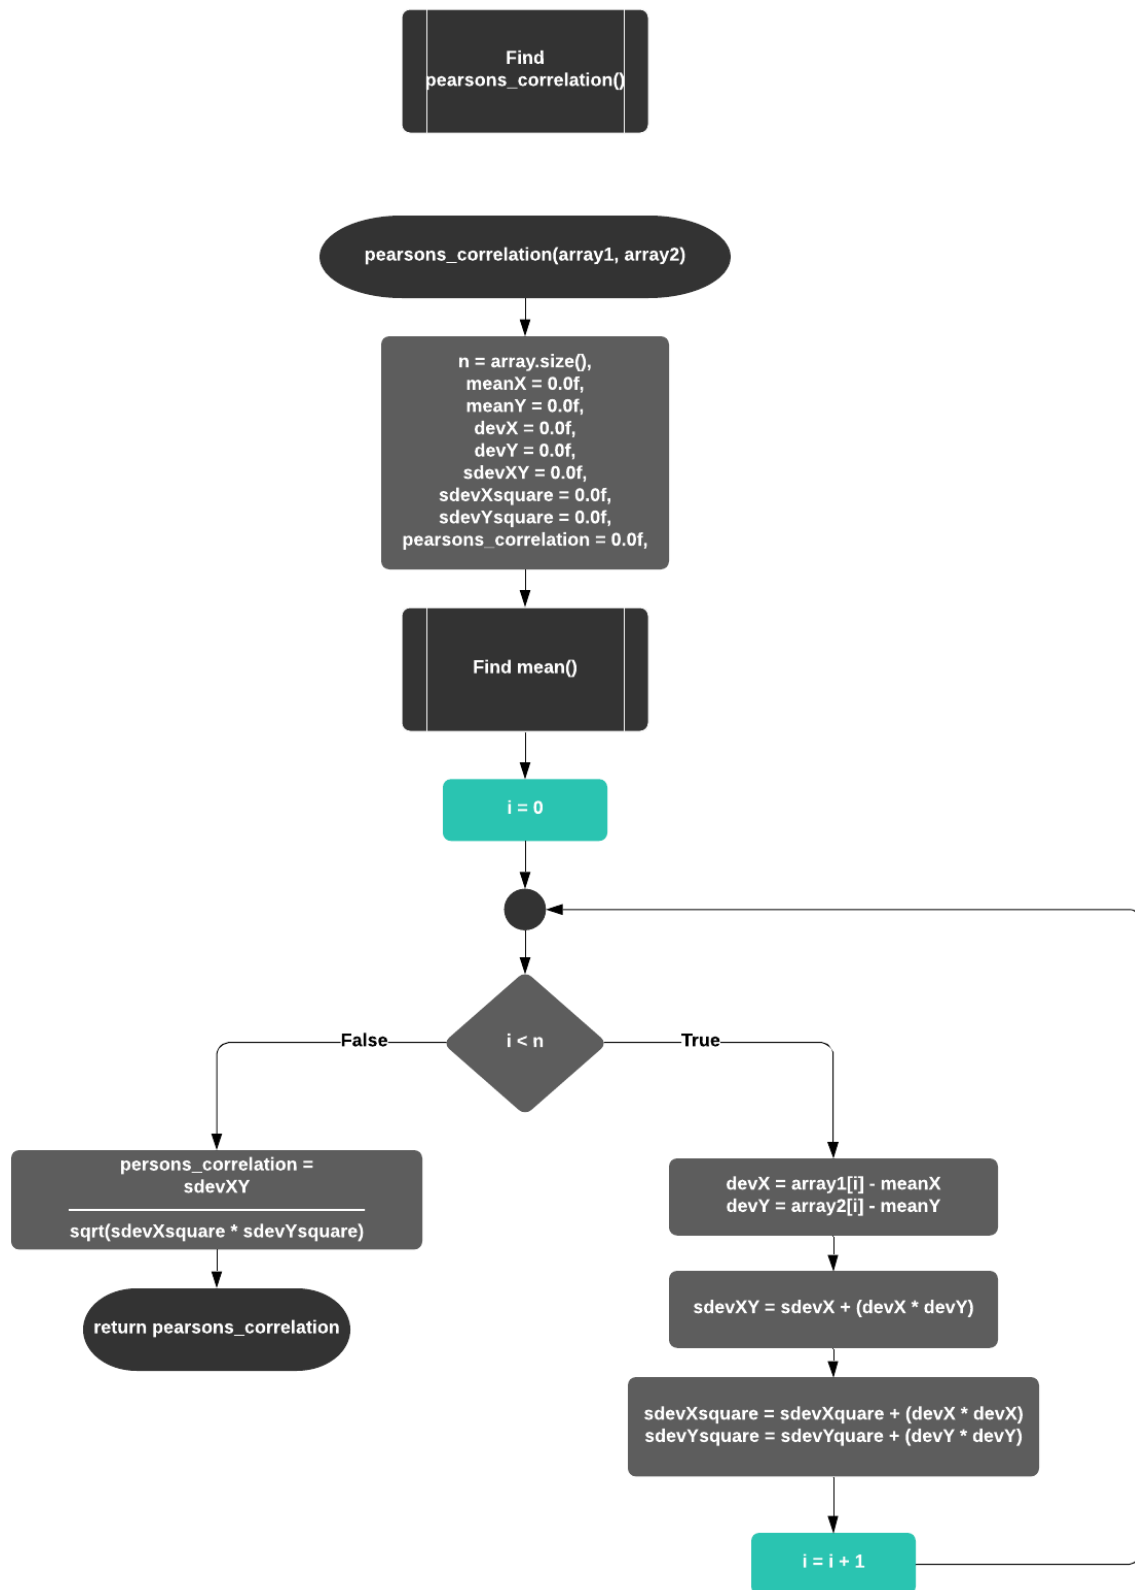 Find
pearsons_correlation()
pearsons_correlation(array1, array2)
n = array.size(),
meanX = 0.0f,
meanY = 0.0f,
devX = 0.0f,
devY = 0.0f,
sdevXY = 0.0f,
sdevXsquare = 0.0f,
sdevYsquare = 0.0f,
pearsons_correlation = 0.0f,
Find mean()
i = 0
i < n
False
True
persons_correlation =
sdevXY
sqrt(sdevXsquare * sdevYsquare)
return pearsons_correlation
devX = array1[i] - meanX
devY = array2[i] - meanY
sdevXY = sdevX + (devX * devY)
sdevXsquare = sdevXquare + (devX * devX)
sdevYsquare = sdevYquare + (devY * devY)
i = i + 1